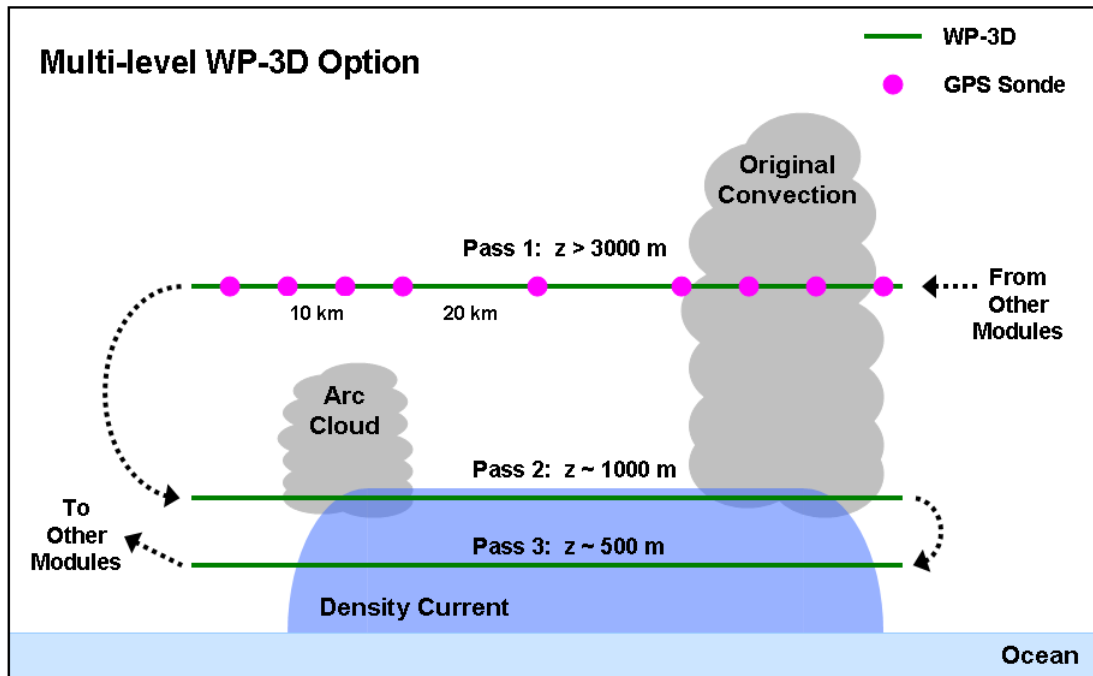 Multi-level WP-3D Option
WP-3D
GPS Sonde
Original
Convection
Pass 1:  z > 3000 m
From
Other
Modules
10 km
20 km
Arc
Cloud
Pass 2:  z ~ 1000 m
To
Other
Modules
Pass 3:  z ~ 500 m
Density Current
Ocean